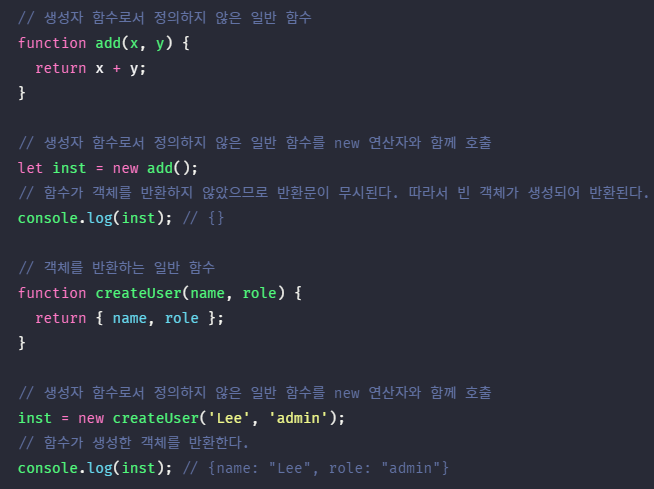 // 생성자 함수로서 정의하지 않은 일반 함수
function add(x, y) {
  return x + y;
}

// 생성자 함수로서 정의하지 않은 일반 함수를 new 연산자와 함께 호출
let inst = new add();
// 함수가 객체를 반환하지 않았으므로 반환문이 무시된다. 따라서 빈 객체가 생성되어 반환된다.
console.log(inst); // {}

// 객체를 반환하는 일반 함수
function createUser(name, role) {
  return { name, role };
}

// 생성자 함수로서 정의하지 않은 일반 함수를 new 연산자와 함께 호출
inst = new createUser('Lee', 'admin');
// 함수가 생성한 객체를 반환한다.
console.log(inst); // {name: "Lee", role: "admin"}